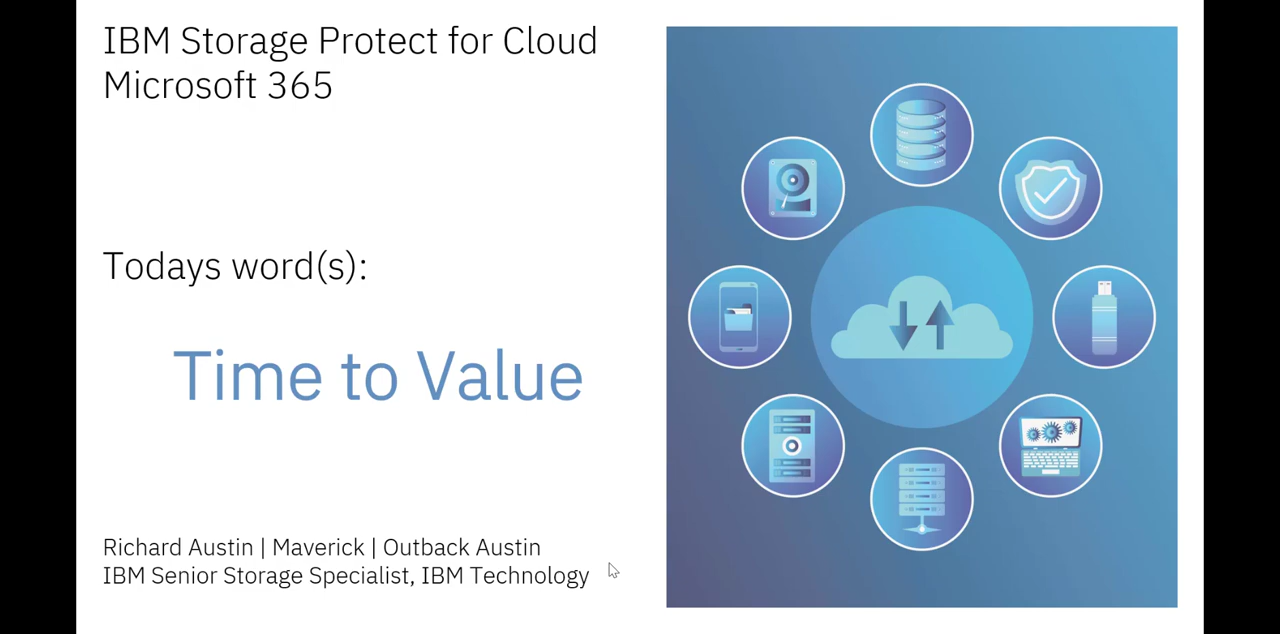 IBM Storage Protect for Cloud
Microsoft 365
Todays word(s):
Time to Value
Richard Austin | Maverick | Outback Austin
IBM Senior Storage Specialist, IBM Technology